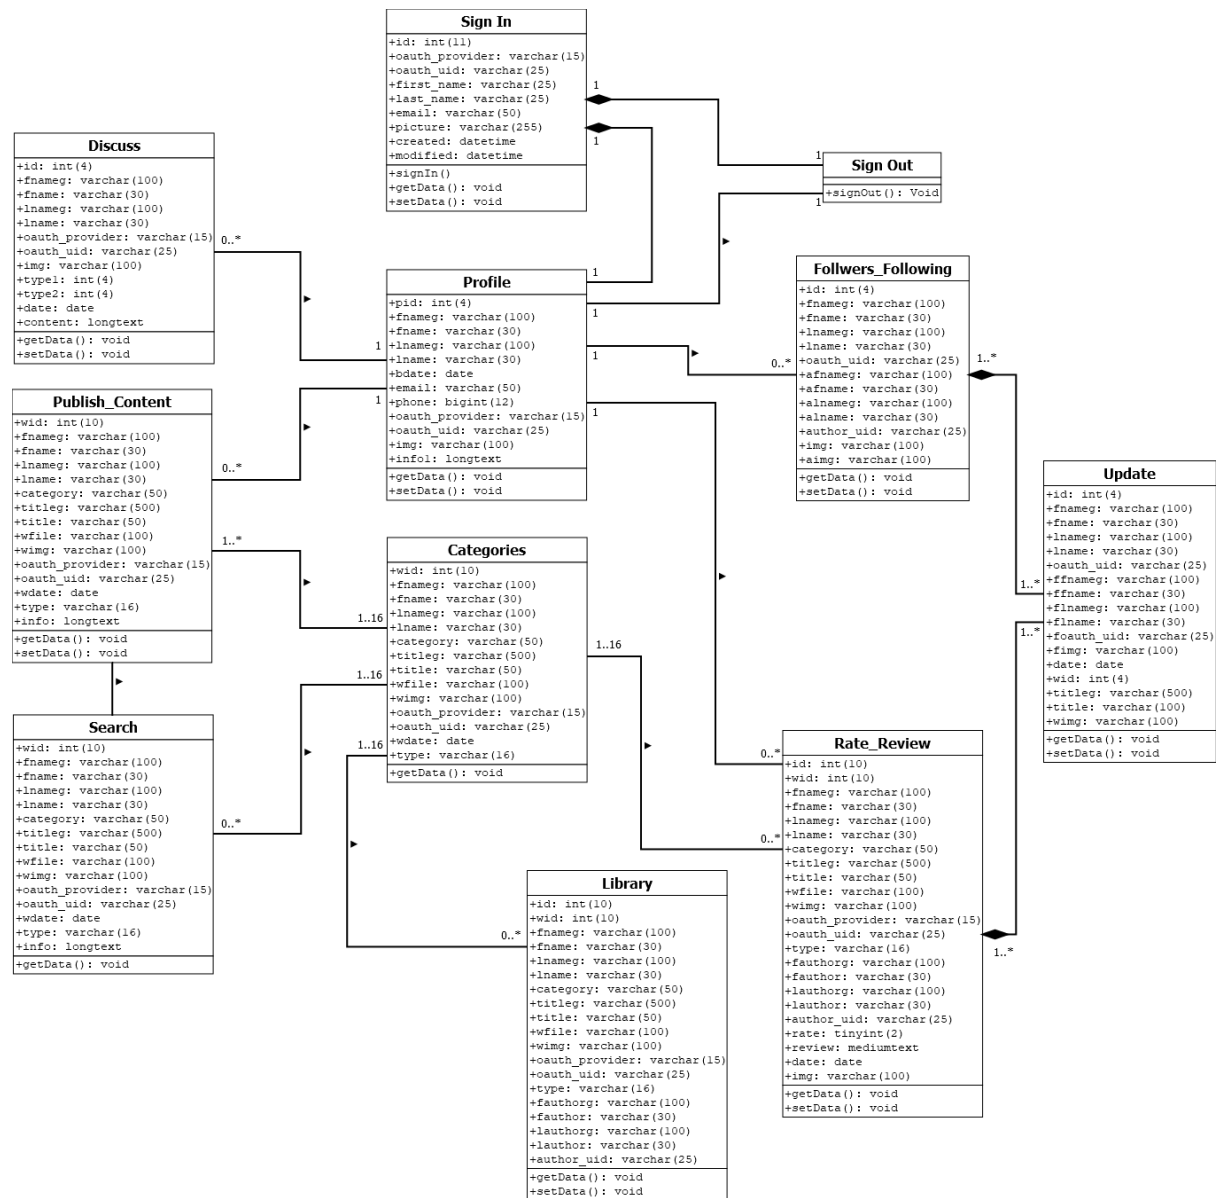 Sign In
+id: int(11)
+oauth_provider: varchar(15)
+oauth_uid: varchar(25)
+first_name: varchar(25)
+last_name: varchar(25)
+email: varchar(50)
+picture: varchar(255)
+created: datetime
+modified: datetime
+signIn()
+getData(): void
+setData(): void
1
1
Discuss
+id: int(4)
+fnameg: varchar(100)
+fname: varchar(30)
+lnameg: varchar(100)
+lname: varchar(30)
+oauth_provider: varchar(15)
+oauth_uid: varchar(25)
+img: varchar(100)
+type1: int(4)
+type2: int(4)
+date: date
+content: longtext
+getData(): void
+setData(): void
0..*
1
Sign Out
+signOut(): Void
1
1
Profile
+pid: int(4)
+fnameg: varchar(100)
+fname: varchar(30)
+lnameg: varchar(100)
+lname: varchar(30)
+bdate: date
+email: varchar(50)
+phone: bigint(12)
+oauth_provider: varchar(15)
+oauth_uid: varchar(25)
+img: varchar(100)
+info1: longtext
+getData(): void
+setData(): void
1
1
1
1
1
Follwers_Following
+id: int(4)
+fnameg: varchar(100)
+fname: varchar(30)
+lnameg: varchar(100)
+lname: varchar(30)
+oauth_uid: varchar(25)
+afnameg: varchar(100)
+afname: varchar(30)
+alnameg: varchar(100)
+alname: varchar(30)
+author_uid: varchar(25)
+img: varchar(100)
+aimg: varchar(100)
+getData(): void
+setData(): void
0..*
1..*
Publish_Content
+wid: int(10)
+fnameg: varchar(100)
+fname: varchar(30)
+lnameg: varchar(100)
+lname: varchar(30)
+category: varchar(50)
+titleg: varchar(500)
+title: varchar(50)
+wfile: varchar(100)
+wimg: varchar(100)
+oauth_provider: varchar(15)
+oauth_uid: varchar(25)
+wdate: date
+type: varchar(16)
+info: longtext
+getData(): void
+setData(): void
0..*
1..*
Update
+id: int(4)
+fnameg: varchar(100)
+fname: varchar(30)
+lnameg: varchar(100)
+lname: varchar(30)
+oauth_uid: varchar(25)
+ffnameg: varchar(100)
+ffname: varchar(30)
+flnameg: varchar(100)
+flname: varchar(30)
+foauth_uid: varchar(25)
+fimg: varchar(100)
+date: date
+wid: int(4)
+titleg: varchar(500)
+title: varchar(100)
+wimg: varchar(100)
+getData(): void
+setData(): void
1..*
1..*
Categories
+wid: int(10)
+fnameg: varchar(100)
+fname: varchar(30)
+lnameg: varchar(100)
+lname: varchar(30)
+category: varchar(50)
+titleg: varchar(500)
+title: varchar(50)
+wfile: varchar(100)
+wimg: varchar(100)
+oauth_provider: varchar(15)
+oauth_uid: varchar(25)
+wdate: date
+type: varchar(16)
+getData(): void
1..16
1..16
1..16
1..16
Search
+wid: int(10)
+fnameg: varchar(100)
+fname: varchar(30)
+lnameg: varchar(100)
+lname: varchar(30)
+category: varchar(50)
+titleg: varchar(500)
+title: varchar(50)
+wfile: varchar(100)
+wimg: varchar(100)
+oauth_provider: varchar(15)
+oauth_uid: varchar(25)
+wdate: date
+type: varchar(16)
+info: longtext
+getData(): void
0..*
Rate_Review
+id: int(10)
+wid: int(10)
+fnameg: varchar(100)
+fname: varchar(30)
+lnameg: varchar(100)
+lname: varchar(30)
+category: varchar(50)
+titleg: varchar(500)
+title: varchar(50)
+wfile: varchar(100)
+wimg: varchar(100)
+oauth_provider: varchar(15)
+oauth_uid: varchar(25)
+type: varchar(16)
+fauthorg: varchar(100)
+fauthor: varchar(30)
+lauthorg: varchar(100)
+lauthor: varchar(30)
+author_uid: varchar(25)
+rate: tinyint(2)
+review: mediumtext
+date: date
+img: varchar(100)
+getData(): void
+setData(): void
0..*
0..*
1..*
Library
+id: int(10)
+wid: int(10)
+fnameg: varchar(100)
+fname: varchar(30)
+lnameg: varchar(100)
+lname: varchar(30)
+category: varchar(50)
+titleg: varchar(500)
+title: varchar(50)
+wfile: varchar(100)
+wimg: varchar(100)
+oauth_provider: varchar(15)
+oauth_uid: varchar(25)
+type: varchar(16)
+fauthorg: varchar(100)
+fauthor: varchar(30)
+lauthorg: varchar(100)
+lauthor: varchar(30)
+author_uid: varchar(25)
+getData(): void
+setData(): void
0..*